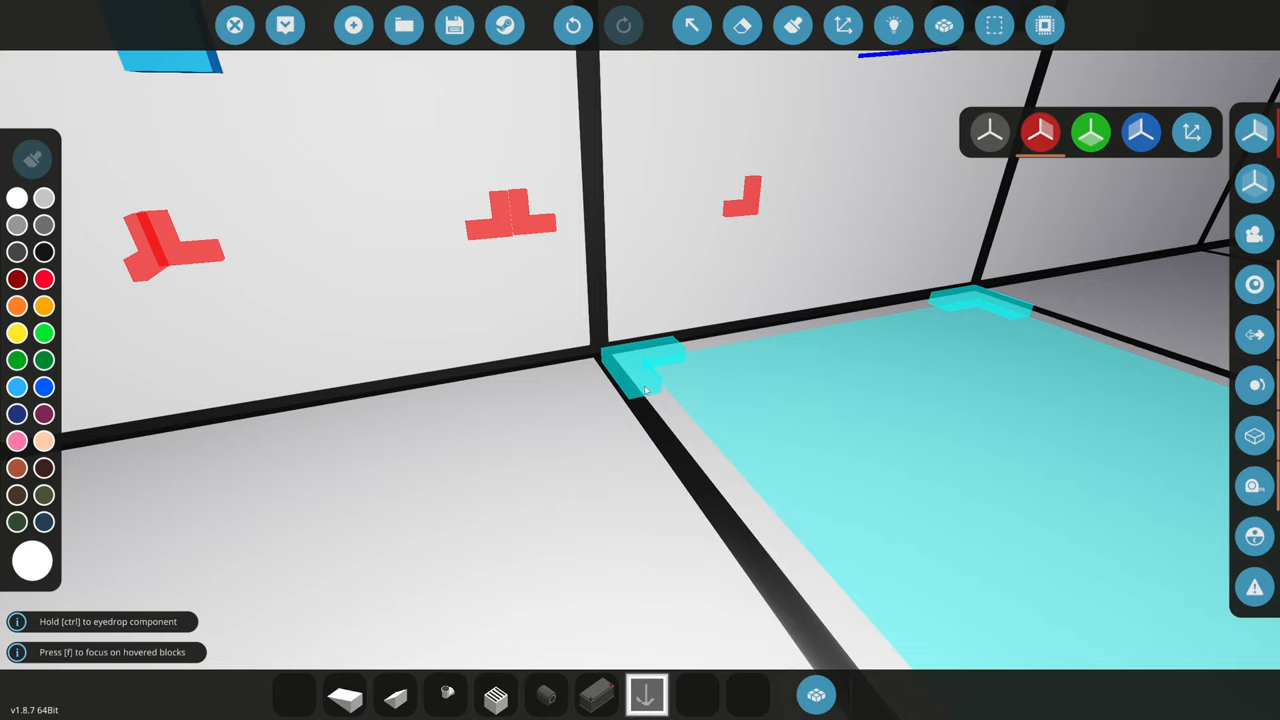 Hold [ctrl] to eyedrop component
Press [f] to focus on hovered blocks
v1.8.7 64Bit